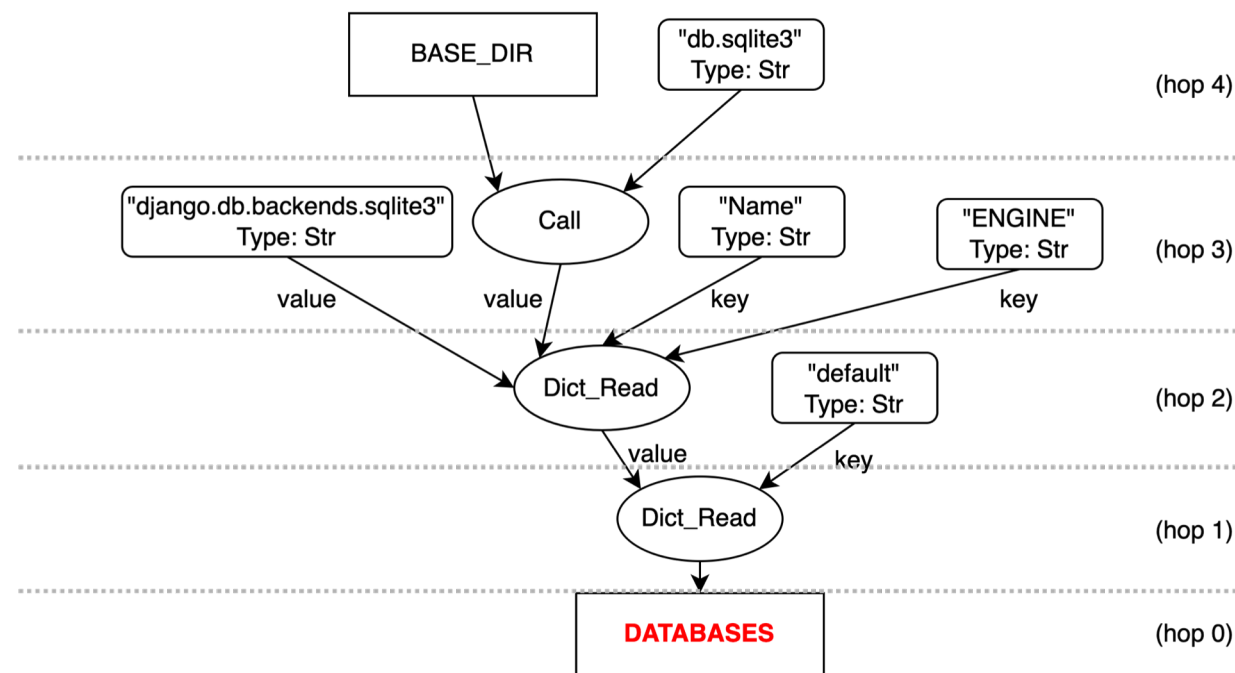 BASE_DIR
"db.sqlite3"
Type: Str
(hop 4)
"django.db.backends.sqlite3"
Type: Str
Call
"Name"
Type: Str
"ENGINE"
Type: Str
(hop 3)
value
value
key
key
Dict_Read
"default"
Type: Str
(hop 2)
value
key
Dict_Read
(hop 1)
DATABASES
(hop 0)